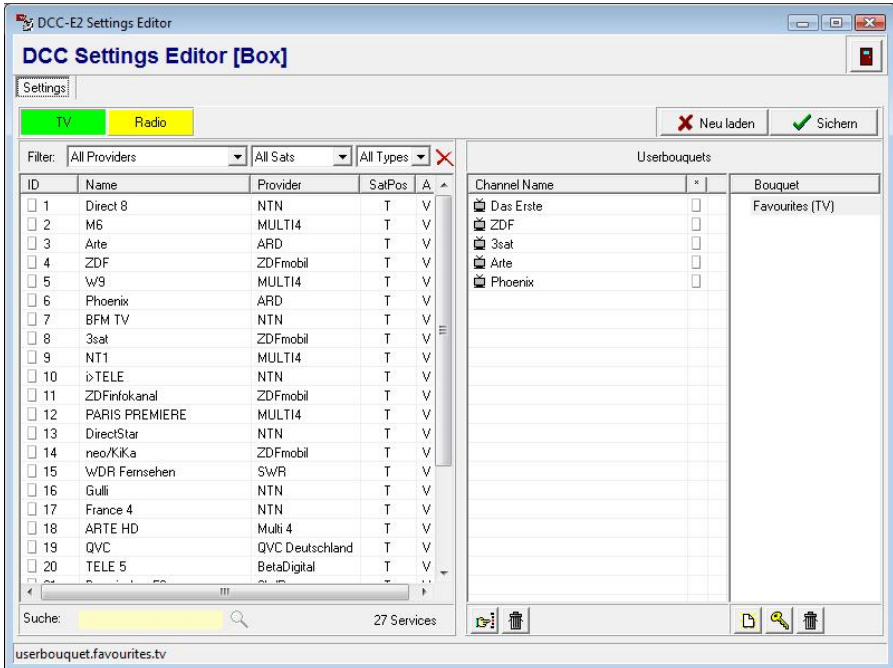 DCC-E2 Settings Editor
DCC Settings Editor [Box]
Settings
TV Radio Neu laden Sichern
Filter: All Providers All Sats All Types Userbouquets
ID Name Provider SatPos A Channel Name * Bouquet
1 Direct 8 NTN T V Das Erste Favourites (TV)
2 M6 MULTI4 T V ZDF
3 Arte ARD T V 3sat
4 ZDF ZDFmobil T V Arte
5 W9 MULTI4 T V Phoenix
6 Phoenix ARD T V
7 BFM TV NTN T V
8 3sat ZDFmobil T V
9 NT1 MULTI4 T V
10 i>TELE NTN T V
11 ZDFinfokanal ZDFmobil T V
12 PARIS PREMIERE MULTI4 T V
13 DirectStar NTN T V
14 neo/KiKa ZDFmobil T V
15 WDR Fernsehen SWR T V
16 Gulli NTN T V
17 France 4 NTN T V
18 ARTE HD Multi 4 T V
19 QVC QVC Deutschland T V
20 TELE 5 BetaDigital T V
Suche: 27 Services
userbouquet.favourites.tv